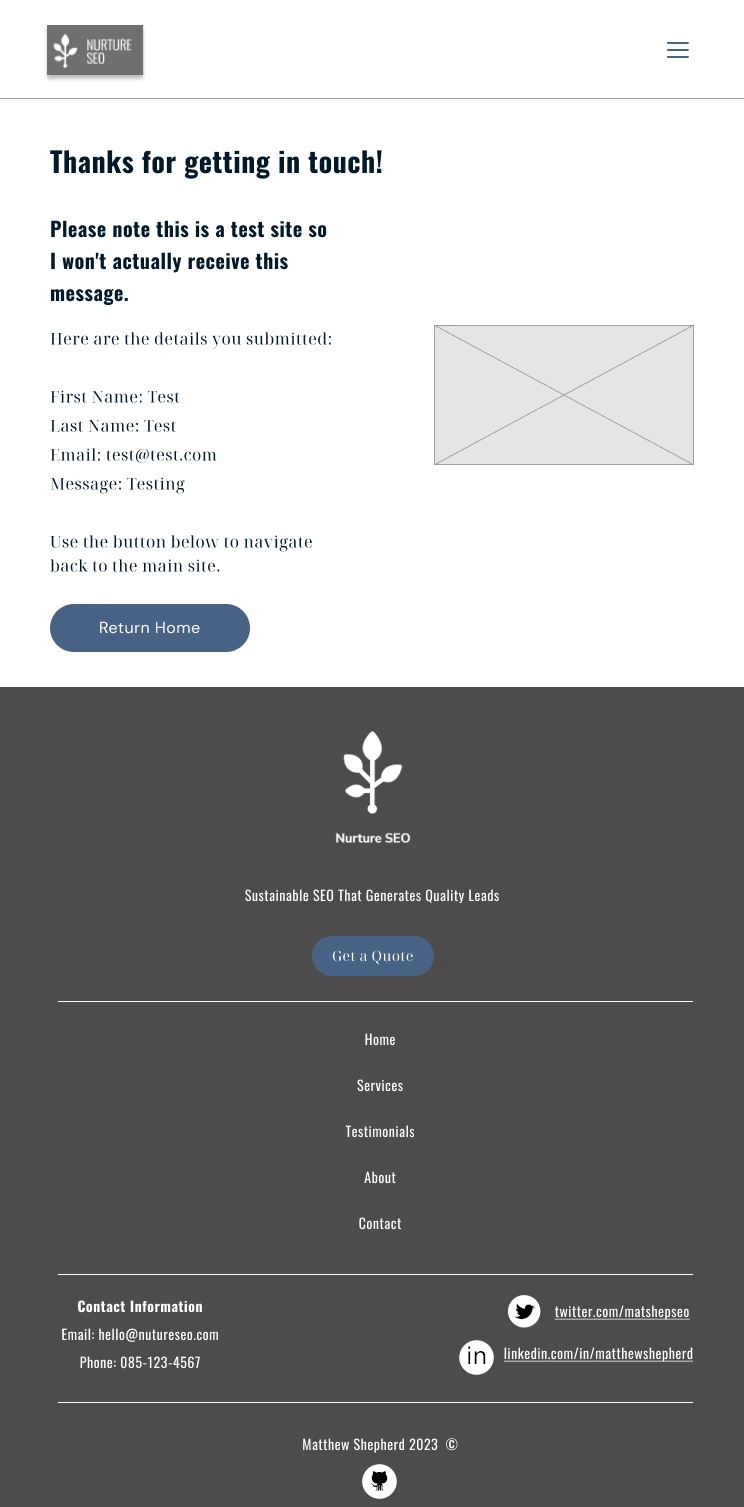 NURTURE
SEO
Thanks for getting in touch!
Please note this is a test site so
I won't actually receive this
message.
Here are the details you submitted:
First Name: Test
Last Name: Test
Email: test@test.com
Message: Testing
Use the button below to navigate
back to the main site.
Return Home
Nurture SEO
Sustainable SEO That Generates Quality Leads
Get a Quote
Home
Services
Testimonials
About
Contact
Contact Information
Email: hello@nutureseo.com
Phone: 085-123-4567
twitter.com/matshepseo
in
linkedin.com/in/matthewshepherd
Matthew Shepherd 2023 ©